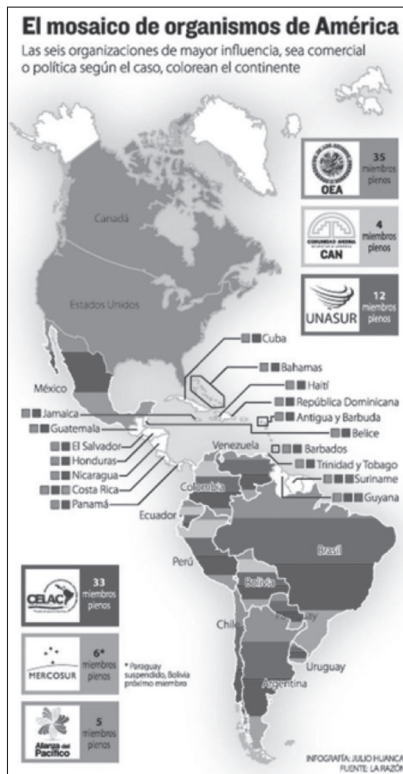 El mosaico de organismos de América
Las seis organizaciones de mayor influencia, sea comercial
o política según el caso, colorean el continente
35
miembros
plenos
OEA
4
miembros
plenos
COMUNIDAD ANDINA
CAN
12
miembros
plenos
UNASUR
Canadá
Estados Unidos
México
Cuba
Bahamas
Haití
República Dominicana
Jamaica
Antigua y Barbuda
Guatemala
Belice
El Salvador
Venezuela
Barbados
Honduras
Trinidad y Tobago
Nicaragua
Suriname
Costa Rica
Colombia
Guyana
Panamá
Ecuador
Perú
Brasil
Bolivia
Paraguay
Chile
Uruguay
Argentina
CELAC
33
miembros
plenos
MERCOSUR
6*
miembros
plenos
* Paraguay
suspendido, Bolivia
próximo miembro
Alianza del
Pacífico
5
miembros
plenos
INFOGRAFÍA: JULIO HUANCA
FUENTE: LA RAZÓN